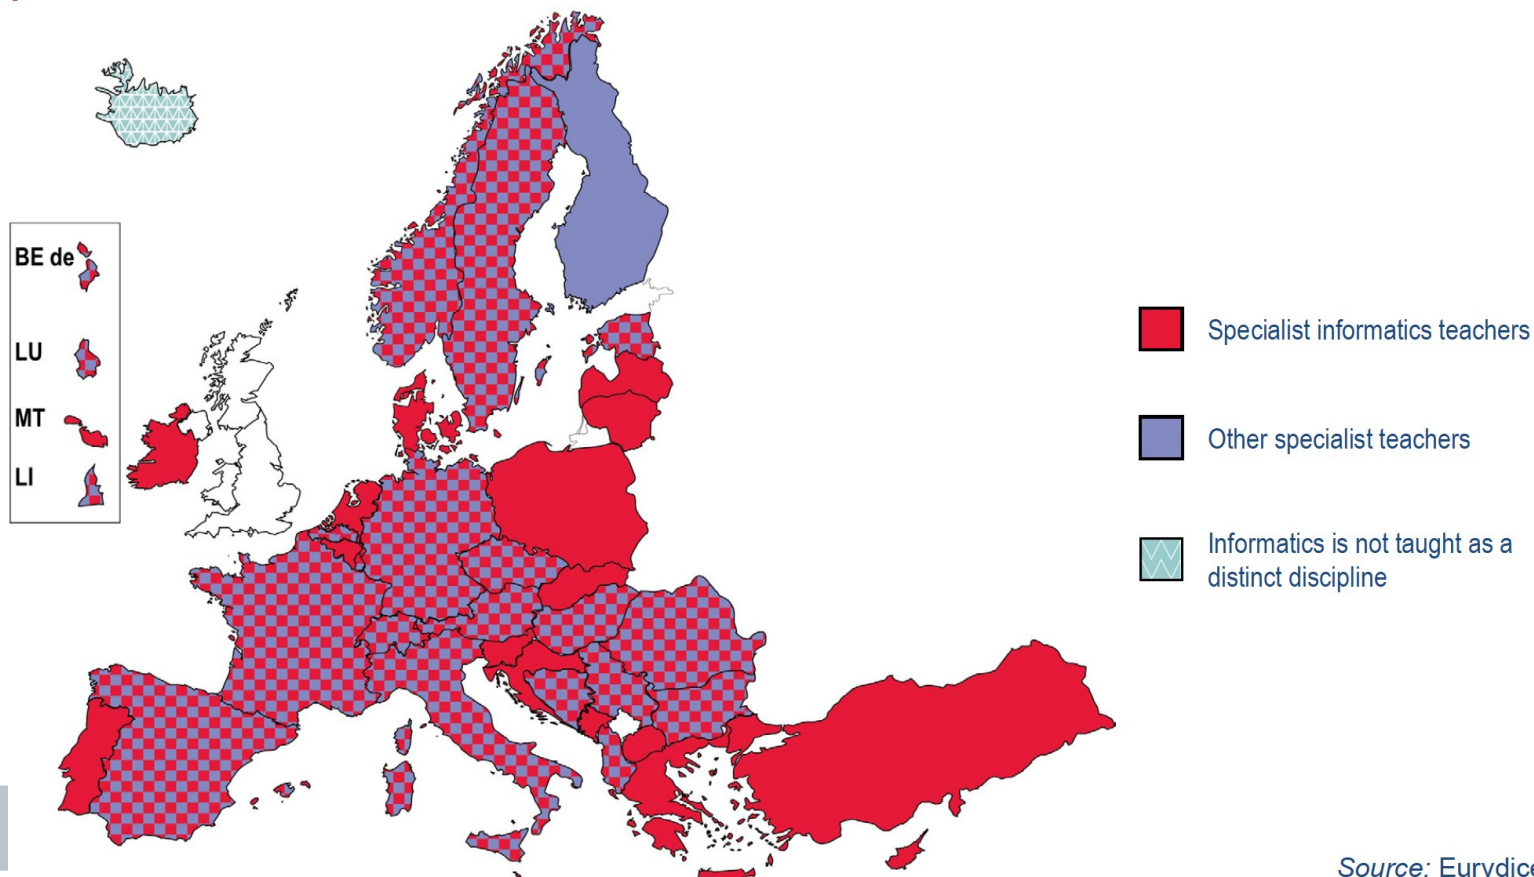 BE de
LU
MT
LI
Specialist informatics teachers
Other specialist teachers
Informatics is not taught as a
distinct discipline
Source: Eurydice